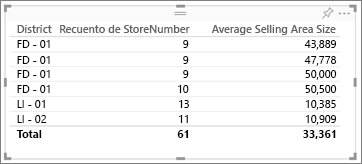 District Recuento de StoreNumber Average Selling Area Size
FD - 01 9 43,889
FD - 01 9 47,778
FD - 01 9 50,000
FD - 01 10 50,500
LI - 01 13 10,385
LI - 02 11 10,909
Total 61 33,361